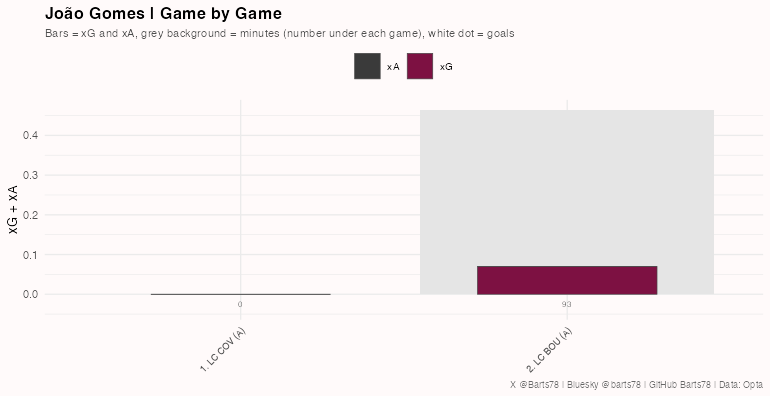 João Gomes | Game by Game
Bars = xG and xA, grey background = minutes (number under each game), white dot = goals
xA
xG
xG + xA
0.4
0.3
0.2
0.1
0.0
0
93
1. LC COV (A)
2. LC BOU (A)
X @Barts78 | Bluesky @barts78 | GitHub Barts78 | Data: Opta